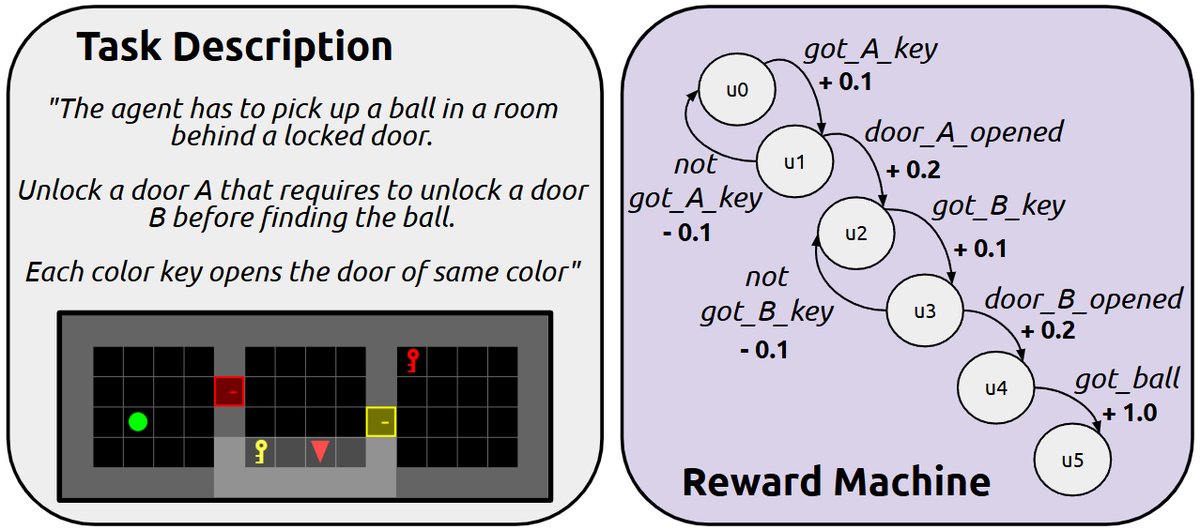 Task Description
"The agent has to pick up a ball in a room
behind a locked door.
Unlock a door A that requires to unlock a door
B before finding the ball.
Each color key opens the door of same color"
got_A_key
+ 0.1
u0
door_A_opened
+ 0.2
u1
not
got_A_key
- 0.1
got_B_key
+ 0.1
u2
not
got_B_key
- 0.1
door_B_opened
+ 0.2
u3
got_ball
+ 1.0
u4
u5
Reward Machine